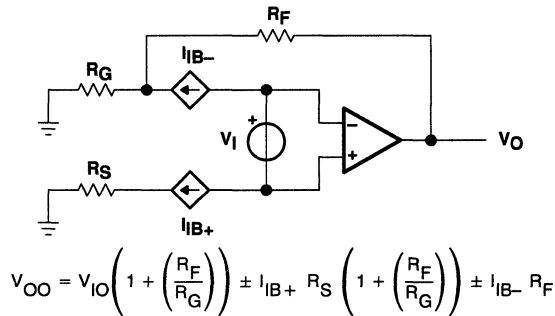 RF
RG
IIB–
+
VI
–
+
VO
RS
IIB+
VOO = VIO(1 + (RF/RG)) ± IIB+ RS (1 + (RF/RG)) ± IIB– RF